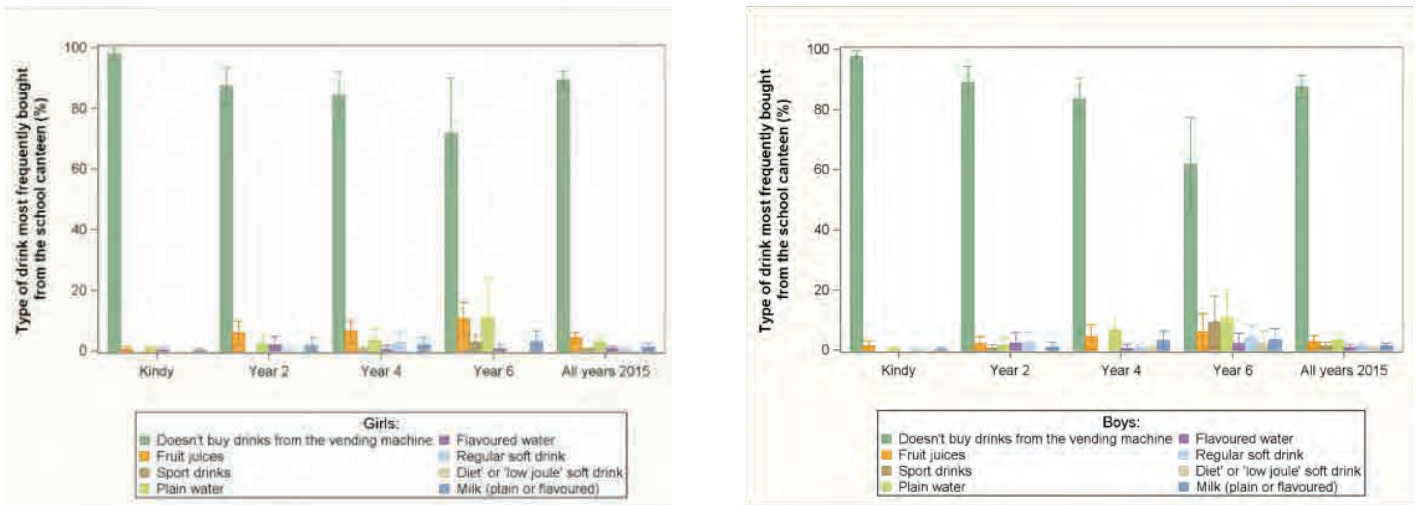 Type of drink most frequently bought
from the school canteen (%)
100
80
60
40
20
0
Kindy
Year 2
Year 4
Year 6
All years 2015
Girls:
Doesn't buy drinks from the vending machine
Fruit juices
Sport drinks
Plain water
Flavoured water
Regular soft drink
Diet' or 'low joule' soft drink
Milk (plain or flavoured)
Type of drink most frequently bought
from the school canteen (%)
100
80
60
40
20
0
Kindy
Year 2
Year 4
Year 6
All years 2015
Boys:
Doesn't buy drinks from the vending machine
Fruit juices
Sport drinks
Plain water
Flavoured water
Regular soft drink
Diet' or 'low joule' soft drink
Milk (plain or flavoured)